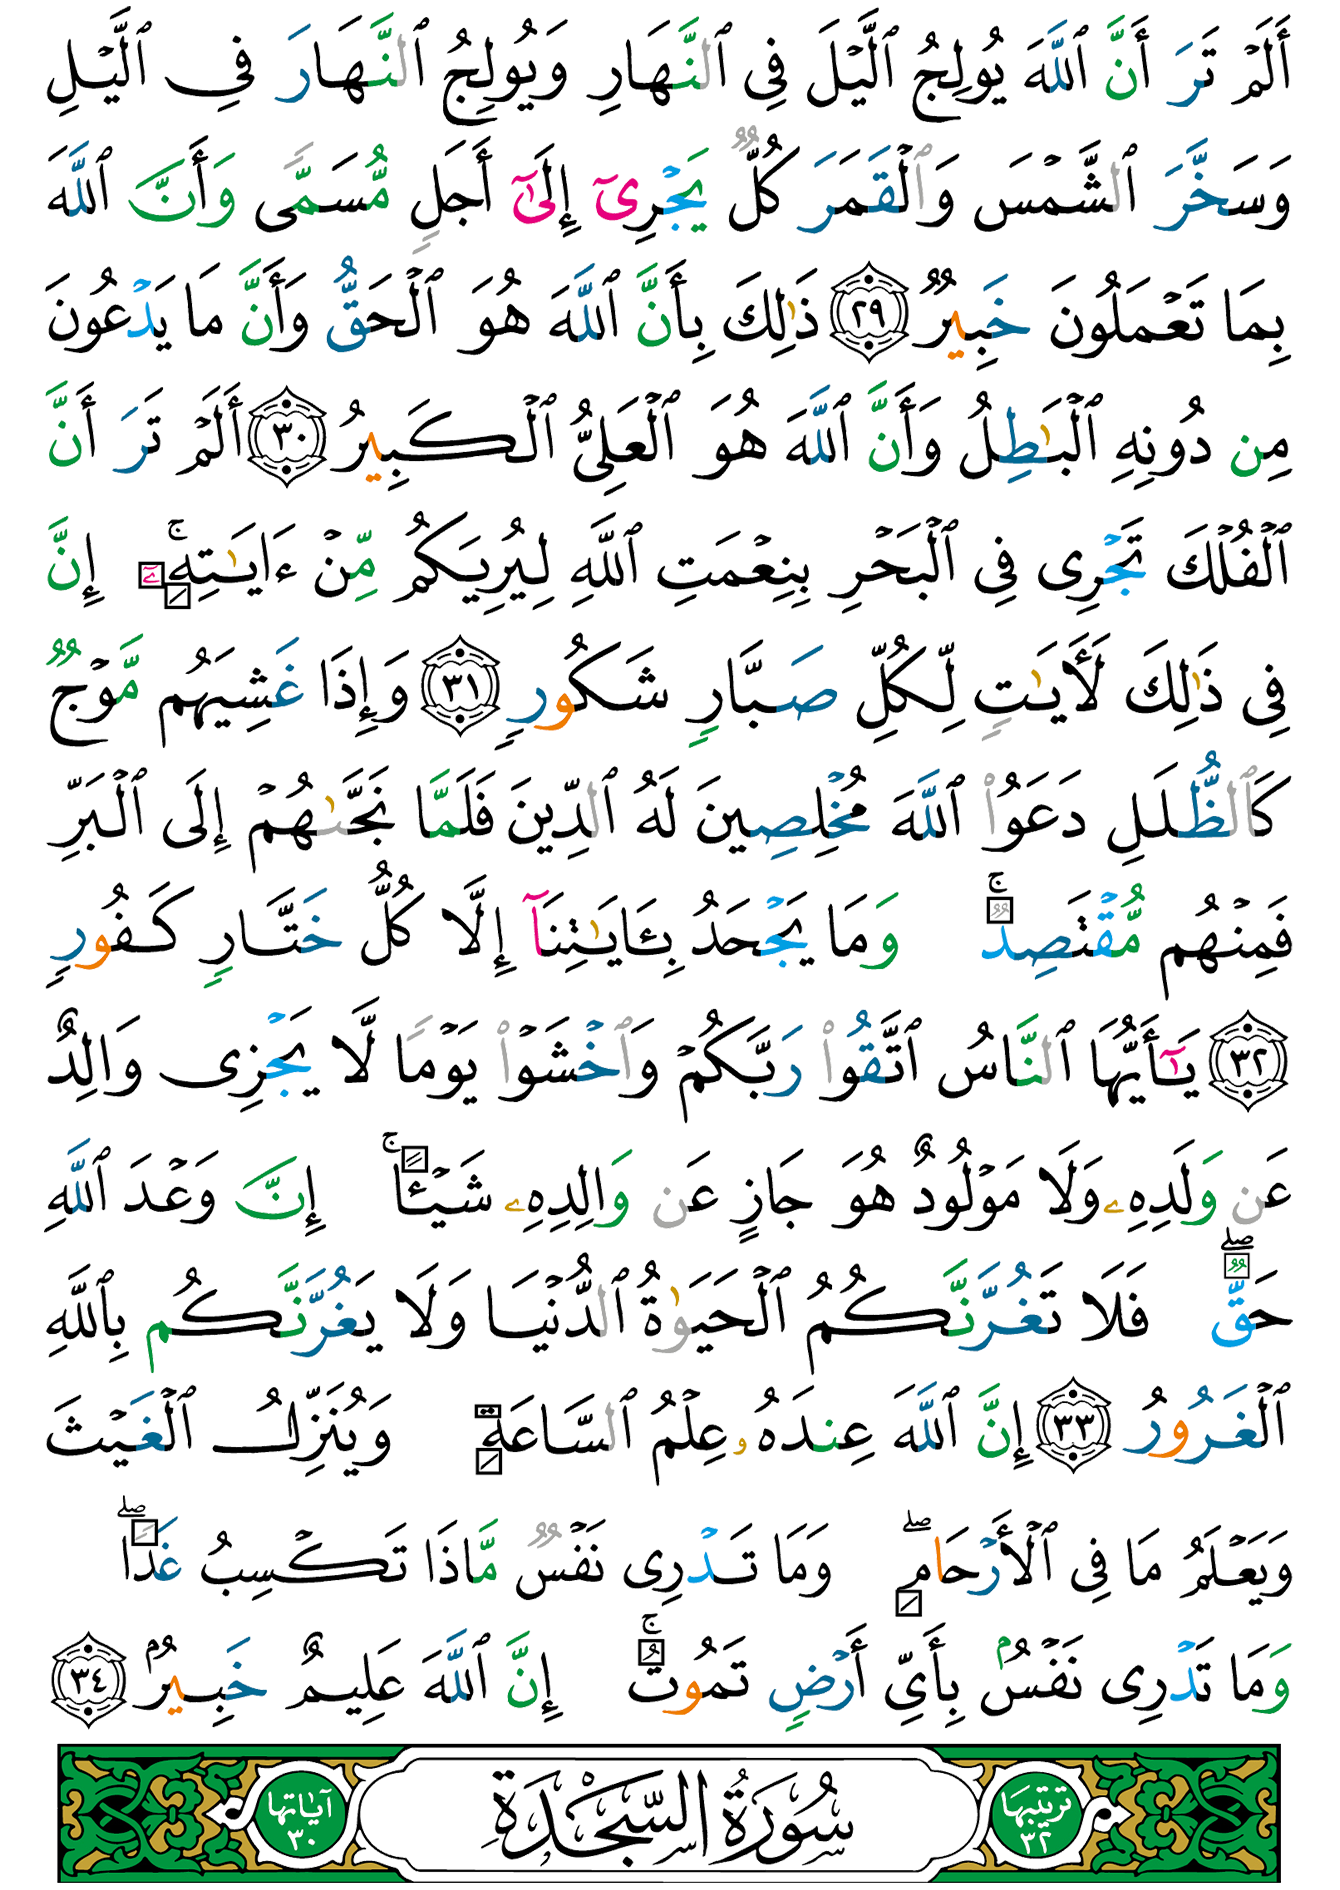 أَلَمْ تَرَ أَنَّ ٱللَّهَ يُولِجُ ٱلَّيْلَ فِى ٱلنَّهَارِ وَيُولِجُ ٱلنَّهَارَ فِى ٱلَّيْلِ
وَسَخَّرَ ٱلشَّمْسَ وَٱلْقَمَرَ كُلٌّ يَجْرِىٓ إِلَىٰٓ أَجَلٍ مُّسَمًّى وَأَنَّ ٱللَّهَ
بِمَا تَعْمَلُونَ خَبِيرٌ ٢٩ ذَٰلِكَ بِأَنَّ ٱللَّهَ هُوَ ٱلْحَقُّ وَأَنَّ مَا يَدْعُونَ
مِن دُونِهِ ٱلْبَـٰطِلُ وَأَنَّ ٱللَّهَ هُوَ ٱلْعَلِىُّ ٱلْكَبِيرُ ٣٠ أَلَمْ تَرَ أَنَّ
ٱلْفُلْكَ تَجْرِى فِى ٱلْبَحْرِ بِنِعْمَتِ ٱللَّهِ لِيُرِيَكُم مِّنْ ءَايَـٰتِهِۦٓ ۚ إِنَّ
فِى ذَٰلِكَ لَأَيَـٰتٍ لِّكُلِّ صَبَّارٍ شَكُورٍ ٣١ وَإِذَا غَشِيَهُم مَّوْجٌ
كَٱلظُّلَلِ دَعَوُا۟ ٱللَّهَ مُخْلِصِينَ لَهُ ٱلدِّينَ فَلَمَّا نَجَّىٰهُمْ إِلَى ٱلْبَرِّ
فَمِنْهُم مُّقْتَصِدٌ ۚ وَمَا يَجْحَدُ بِـَٔايَـٰتِنَآ إِلَّا كُلُّ خَتَّارٍ كَفُورٍ
٣٢ يَـٰٓأَيُّهَا ٱلنَّاسُ ٱتَّقُوا۟ رَبَّكُمْ وَٱخْشَوْا۟ يَوْمًا لَّا يَجْزِى وَالِدٌ
عَن وَلَدِهِۦ وَلَا مَوْلُودٌ هُوَ جَازٍ عَن وَالِدِهِۦ شَيْـًٔا ۚ إِنَّ وَعْدَ ٱللَّهِ
حَقٌّ ۖ فَلَا تَغُرَّنَّكُمُ ٱلْحَيَوٰةُ ٱلدُّنْيَا وَلَا يَغُرَّنَّكُم بِٱللَّهِ
ٱلْغَرُورُ ٣٣ إِنَّ ٱللَّهَ عِندَهُۥ عِلْمُ ٱلسَّاعَةِ وَيُنَزِّلُ ٱلْغَيْثَ
وَيَعْلَمُ مَا فِى ٱلْأَرْحَامِ ۖ وَمَا تَدْرِى نَفْسٌ مَّاذَا تَكْسِبُ غَدًا ۖ
وَمَا تَدْرِى نَفْسٌۢ بِأَىِّ أَرْضٍ تَمُوتُ ۚ إِنَّ ٱللَّهَ عَلِيمٌ خَبِيرٌۢ ٣٤
ترتيبها ٣٢ سُورَةُ السَّجْدَةِ آياتها ٣٠